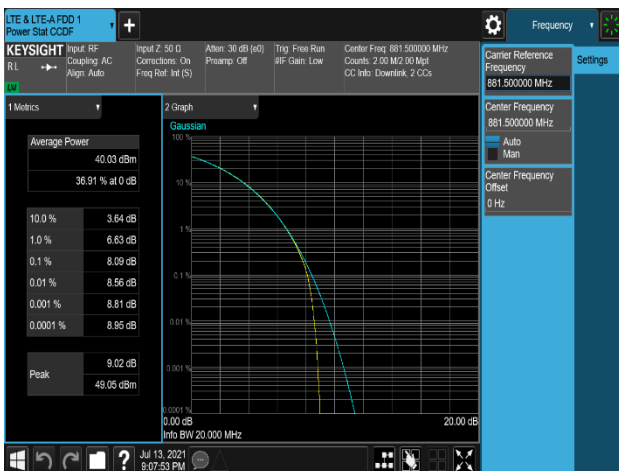 LTE & LTE-A FDD 1
Power Stat CCDF
Frequency
KEYSIGHT
Input: RF
Coupling: AC
Align: Auto
Input Z: 50 Ω
Corrections: On
Freq Ref: Int (S)
Atten: 30 dB (e0)
Preamp: Off
Trig: Free Run
#IF Gain: Low
Center Freq: 881.500000 MHz
Counts: 2.00 M/2.00 Mpt
CC Info: Downlink, 2 CCs
R L
1 Metrics
Average Power
40.03 dBm
36.91 % at 0 dB
10.0 % 3.64 dB
1.0 % 6.63 dB
0.1 % 8.09 dB
0.01 % 8.56 dB
0.001 % 8.81 dB
0.0001 % 8.95 dB
Peak
9.02 dB
49.05 dBm
2 Graph
Gaussian
100 %
10 %
1 %
0.1 %
0.01 %
0.001 %
0.0001 %
0.00 dB
20.00 dB
Info BW 20.000 MHz
Carrier Reference
Frequency
881.500000 MHz
Center Frequency
881.500000 MHz
Auto
Man
Center Frequency
Offset
0 Hz
Settings
?
Jul 13, 2021
9:07:53 PM